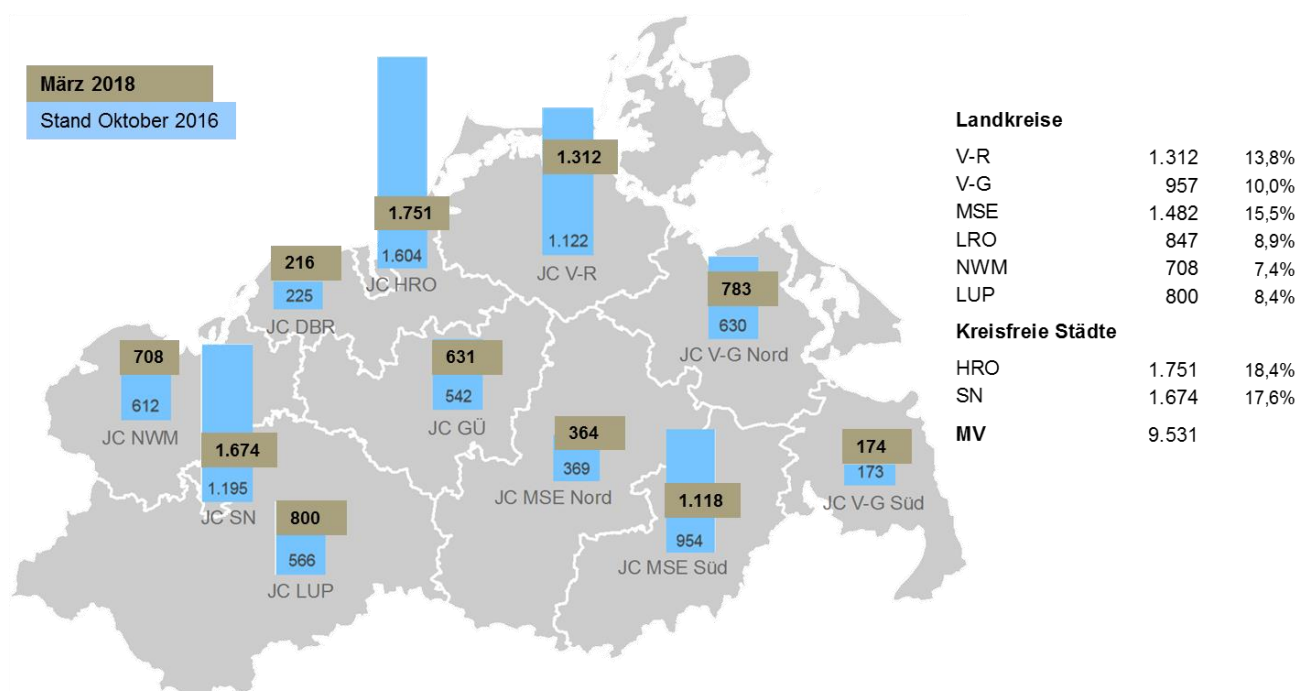 März 2018
Stand Oktober 2016
1.751
1.604
JC HRO
1.312
1.122
JC V-R
216
225
JC DBR
783
630
JC V-G Nord
708
612
JC NWM
1.674
1.195
JC SN
631
542
JC GÜ
364
369
JC MSE Nord
1.118
954
JC MSE Süd
174
173
JC V-G Süd
800
566
JC LUP
Landkreise
V-R 1.312 13,8%
V-G 957 10,0%
MSE 1.482 15,5%
LRO 847 8,9%
NWM 708 7,4%
LUP 800 8,4%
Kreisfreie Städte
HRO 1.751 18,4%
SN 1.674 17,6%
MV 9.531